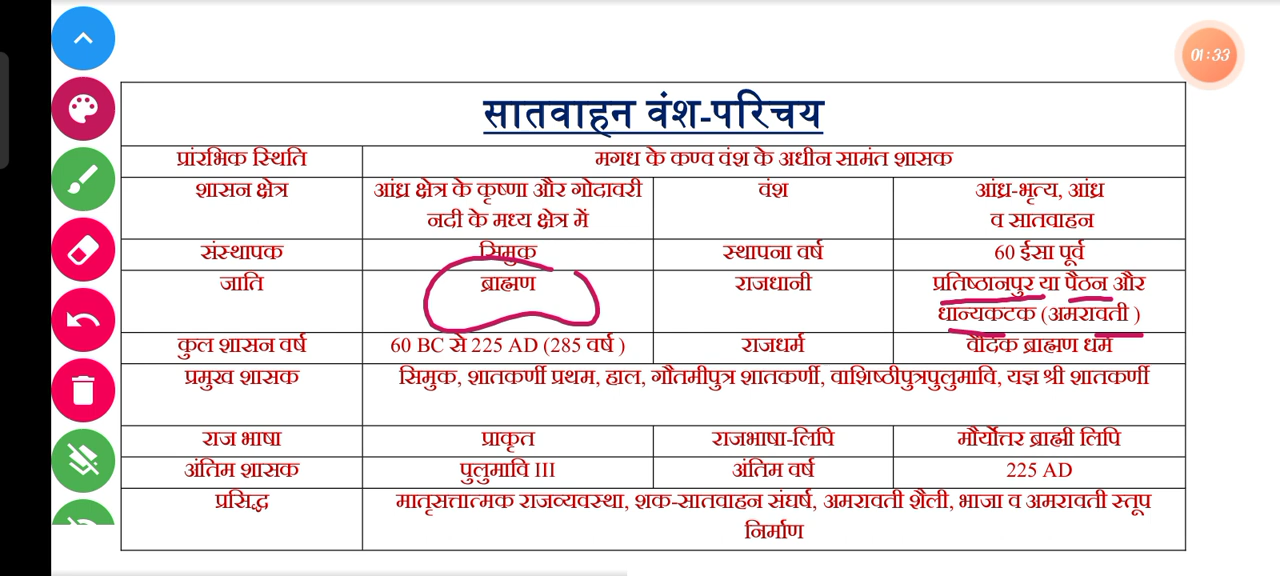 01:33
सातवाहन वंश-परिचय
प्रांरभिक स्थिति मगध के कण्व वंश के अधीन सामंत शासक
शासन क्षेत्र आंध्र क्षेत्र के कृष्णा और गोदावरी वंश आंध्र-भृत्य, आंध्र
नदी के मध्य क्षेत्र में व सातवाहन
संस्थापक सिमुक स्थापना वर्ष 60 ईसा पूर्व
जाति ब्राह्मण राजधानी प्रतिष्ठानपुर या पैठन और
धान्यकटक (अमरावती )
कुल शासन वर्ष 60 BC से 225 AD (285 वर्ष ) राजधर्म वैदिक ब्राह्मण धर्म
प्रमुख शासक सिमुक, शातकर्णी प्रथम, हाल, गौतमीपुत्र शातकर्णी, वाशिष्ठीपुत्रपुलुमावि, यज्ञ श्री शातकर्णी
राज भाषा प्राकृत राजभाषा-लिपि मौर्योत्तर ब्राह्मी लिपि
अंतिम शासक पुलुमावि III अंतिम वर्ष 225 AD
प्रसिद्ध मातृसत्तात्मक राजव्यवस्था, शक-सातवाहन संघर्ष, अमरावती शैली, भाजा व अमरावती स्तूप
निर्माण